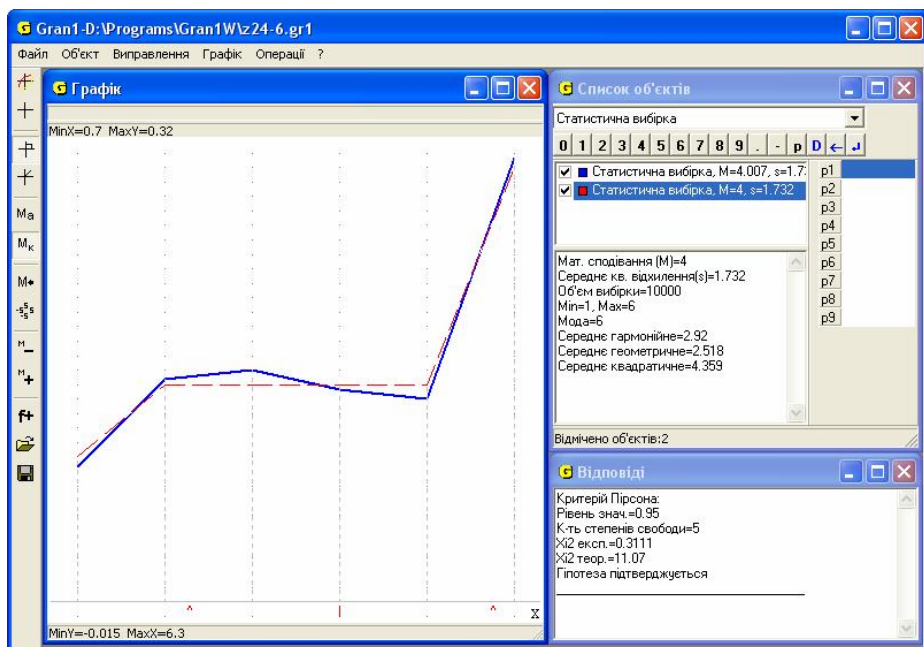 Gran1-D:\Programs\Gran1W\z24-6.gr1
Файл Об'єкт Виправлення Графік Операції ?
Графік
MinX=0.7 MaxY=0.32
X
MinY=-0.015 MaxX=6.3
Ma
Mк
M+
-s s s
M –
M +
f+
Список об'єктів
Статистична вибірка
0 1 2 3 4 5 6 7 8 9 . - p D ← ↲
Статистична вибірка, M=4.007, s=1.7
Статистична вибірка, M=4, s=1.732
p1
p2
p3
p4
p5
p6
p7
p8
p9
Мат. сподівання (M)=4
Середнє кв. відхилення(s)=1.732
Об'єм вибірки=10000
Min=1, Max=6
Мода=6
Середнє гармонійне=2.92
Середнє геометричне=2.518
Середнє квадратичне=4.359
Відмічено об'єктів:2
Відповіді
Критерій Пірсона:
Рівень знач.=0.95
К-ть степенів свободи=5
Xi2 експ.=0.3111
Xi2 теор.=11.07
Гіпотеза підтверджується